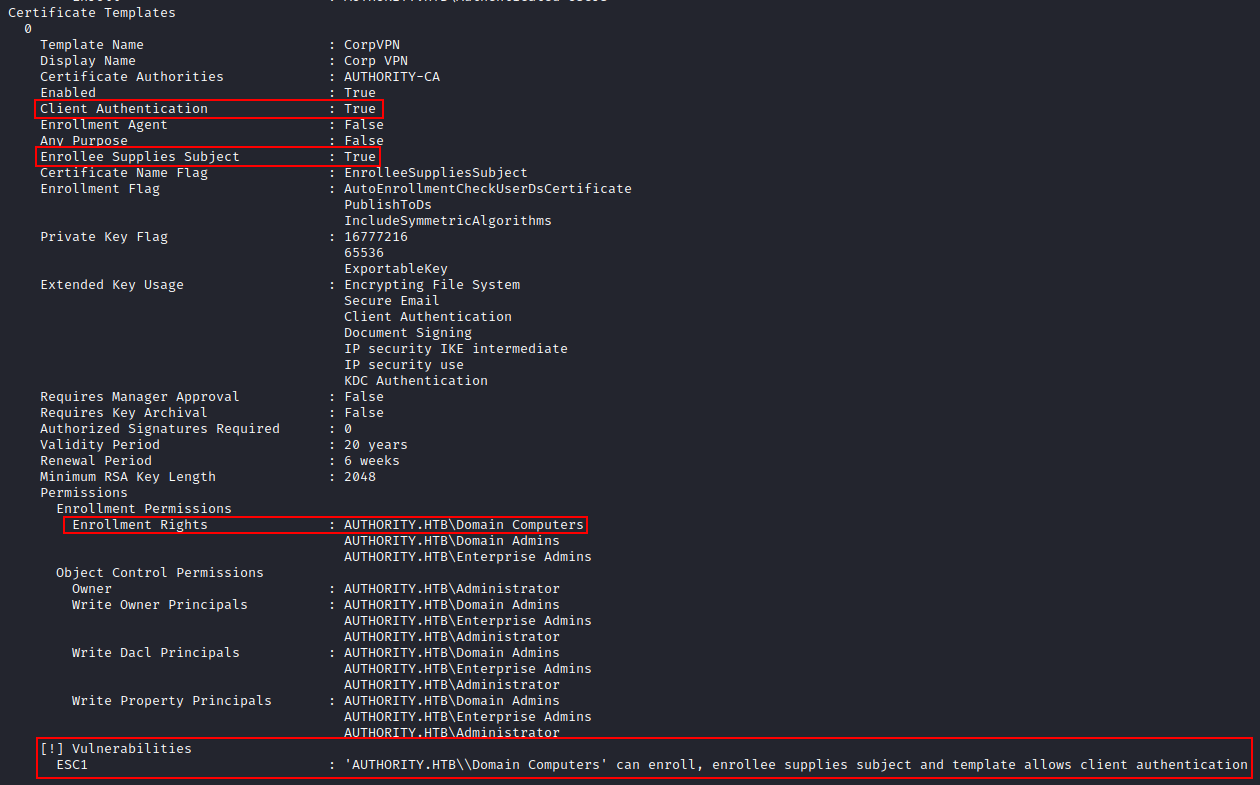 Certificate Templates
0
Template Name : CorpVPN
Display Name : Corp VPN
Certificate Authorities : AUTHORITY-CA
Enabled : True
Client Authentication : True
Enrollment Agent : False
Any Purpose : False
Enrollee Supplies Subject : True
Certificate Name Flag : EnrolleeSuppliesSubject
Enrollment Flag : AutoEnrollmentCheckUserDsCertificate
PublishToDs
IncludeSymmetricAlgorithms
Private Key Flag : 16777216
65536
ExportableKey
Extended Key Usage : Encrypting File System
Secure Email
Client Authentication
Document Signing
IP security IKE intermediate
IP security use
KDC Authentication
Requires Manager Approval : False
Requires Key Archival : False
Authorized Signatures Required : 0
Validity Period : 20 years
Renewal Period : 6 weeks
Minimum RSA Key Length : 2048
Permissions
Enrollment Permissions
Enrollment Rights : AUTHORITY.HTB\Domain Computers
AUTHORITY.HTB\Domain Admins
AUTHORITY.HTB\Enterprise Admins
Object Control Permissions
Owner : AUTHORITY.HTB\Administrator
Write Owner Principals : AUTHORITY.HTB\Domain Admins
AUTHORITY.HTB\Enterprise Admins
AUTHORITY.HTB\Administrator
Write Dacl Principals : AUTHORITY.HTB\Domain Admins
AUTHORITY.HTB\Enterprise Admins
AUTHORITY.HTB\Administrator
Write Property Principals : AUTHORITY.HTB\Domain Admins
AUTHORITY.HTB\Enterprise Admins
AUTHORITY.HTB\Administrator
[!] Vulnerabilities
ESC1 : 'AUTHORITY.HTB\\Domain Computers' can enroll, enrollee supplies subject and template allows client authentication